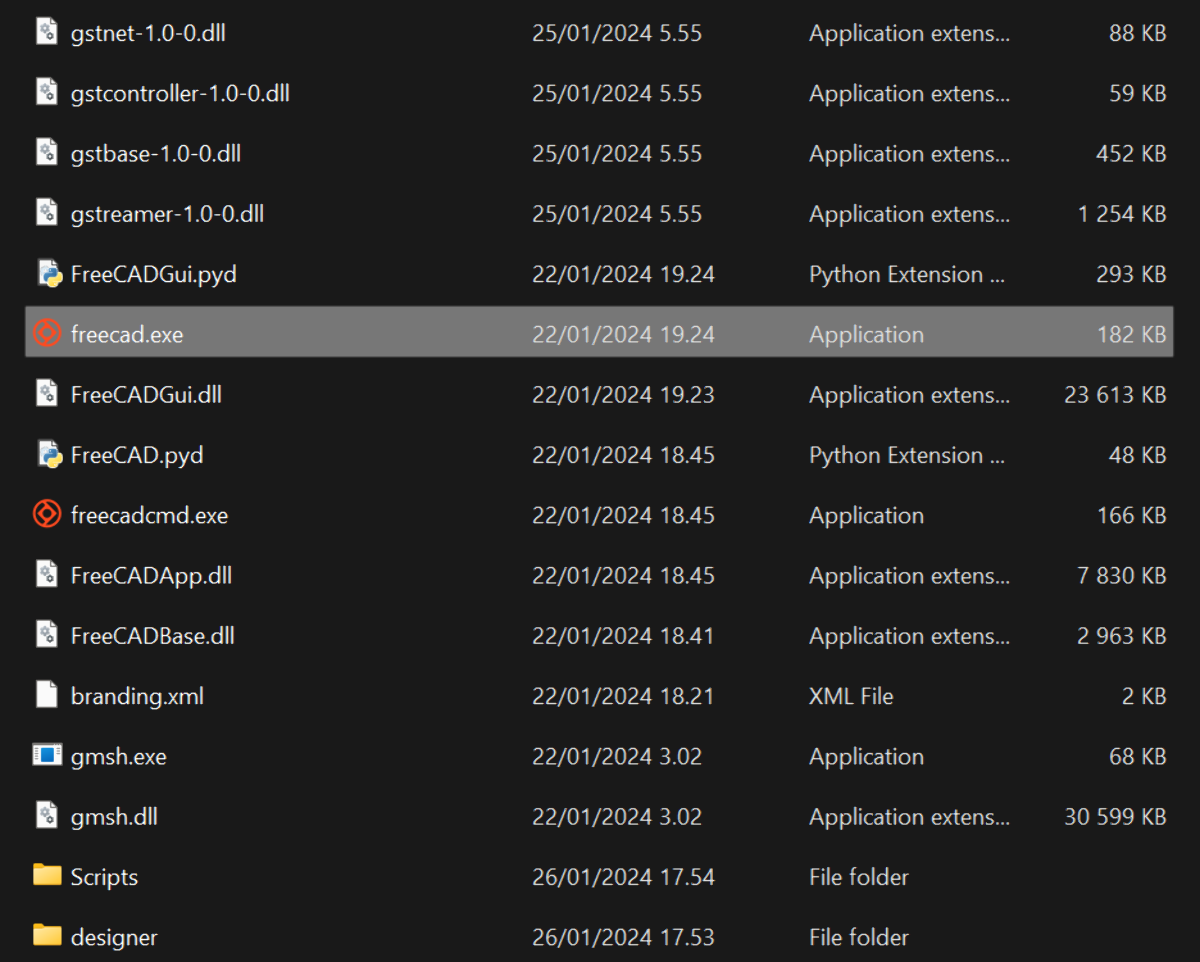 gstnet-1.0-0.dll 25/01/2024 5.55 Application extens... 88 KB
gstcontroller-1.0-0.dll 25/01/2024 5.55 Application extens... 59 KB
gstbase-1.0-0.dll 25/01/2024 5.55 Application extens... 452 KB
gstreamer-1.0-0.dll 25/01/2024 5.55 Application extens... 1 254 KB
FreeCADGui.pyd 22/01/2024 19.24 Python Extension ... 293 KB
freecad.exe 22/01/2024 19.24 Application 182 KB
FreeCADGui.dll 22/01/2024 19.23 Application extens... 23 613 KB
FreeCAD.pyd 22/01/2024 18.45 Python Extension ... 48 KB
freecadcmd.exe 22/01/2024 18.45 Application 166 KB
FreeCADApp.dll 22/01/2024 18.45 Application extens... 7 830 KB
FreeCADBase.dll 22/01/2024 18.41 Application extens... 2 963 KB
branding.xml 22/01/2024 18.21 XML File 2 KB
gmsh.exe 22/01/2024 3.02 Application 68 KB
gmsh.dll 22/01/2024 3.02 Application extens... 30 599 KB
Scripts 26/01/2024 17.54 File folder
designer 26/01/2024 17.53 File folder